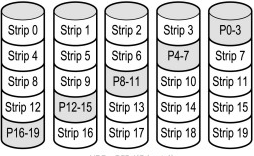 Strip 0 Strip 1 Strip 2 Strip 3 P0-3
Strip 4 Strip 5 Strip 6 P4-7 Strip 7
Strip 8 Strip 9 P8-11 Strip 10 Strip 11
Strip 12 P12-15 Strip 13 Strip 14 Strip 15
P16-19 Strip 16 Strip 17 Strip 18 Strip 19